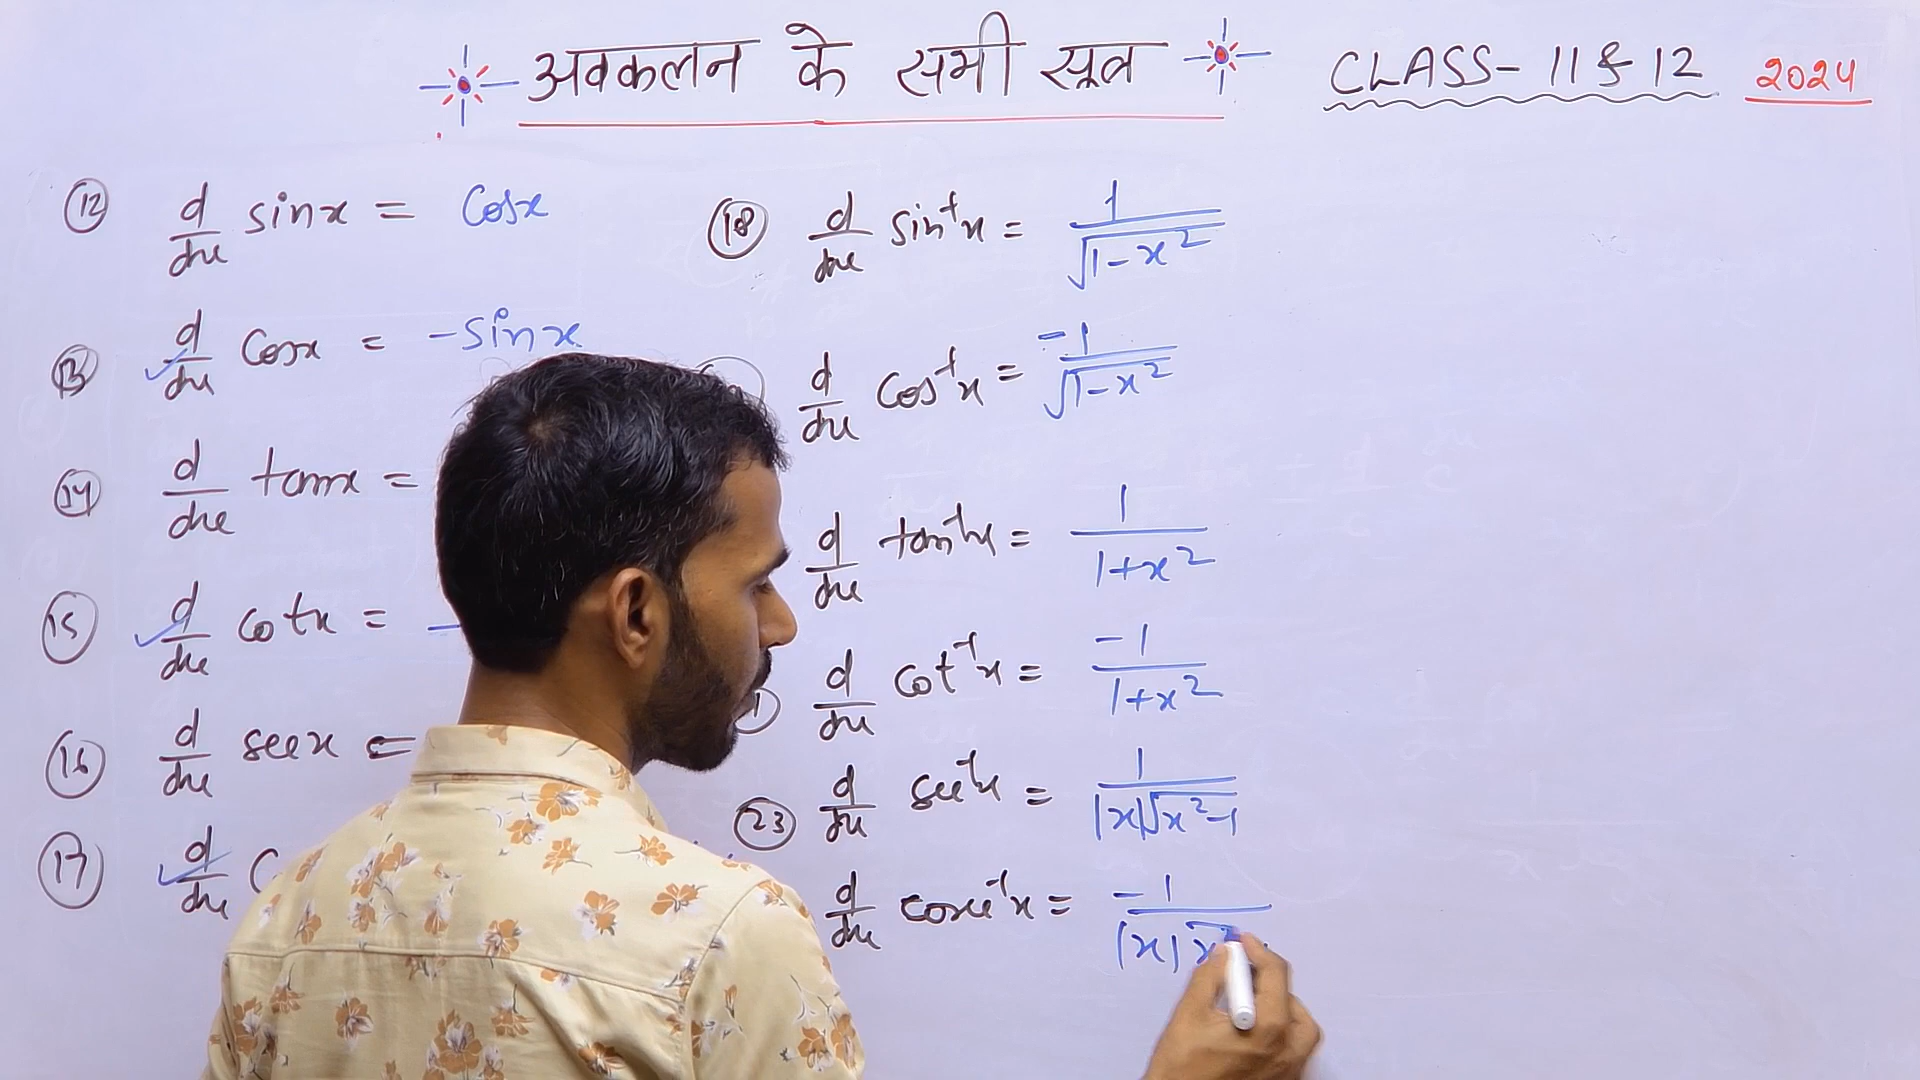 अवकलन के सभी सूत्र CLASS- 11 & 12 2024
(12) d/dx sinx = cosx
(13) d/dx cosx = -sinx
(14) d/dx tanx =
(15) d/dx cotx = -
(16) d/dx secx =
(17) d/dx C
(18) d/dx sin⁻¹x = 1/√(1-x²)
d/dx cos⁻¹x = -1/√(1-x²)
d/dx tan⁻¹x = 1/(1+x²)
d/dx cot⁻¹x = -1/(1+x²)
(23) d/dx sec⁻¹x = 1/(|x|√(x²-1))
d/dx cosec⁻¹x = -1/(|x|